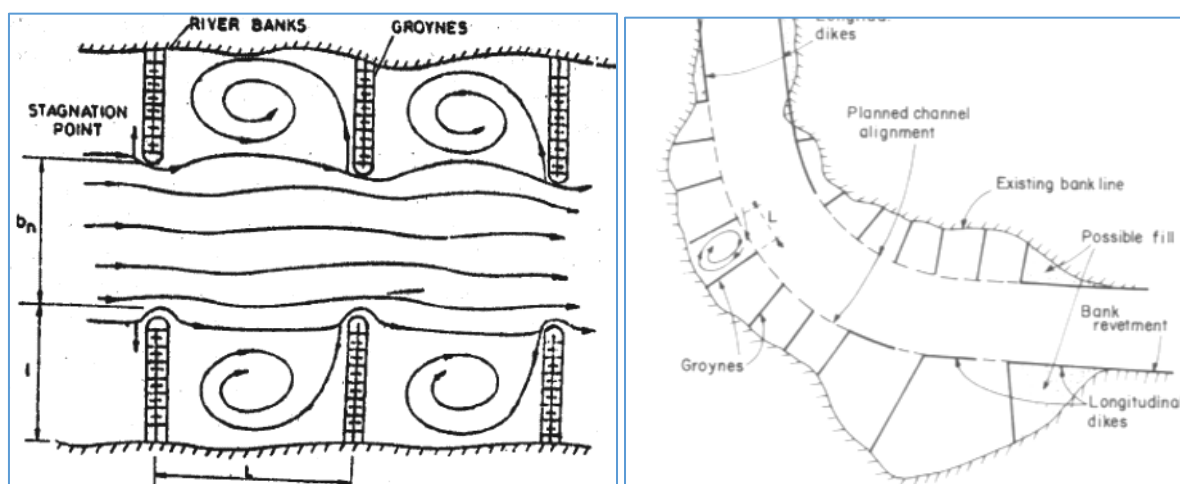 RIVER BANKS
GROYNES
STAGNATION
POINT
bn
l
L
dikes
Planned channel
alignment
Existing bank line
L
Possible fill
Bank
revetment
Groynes
Longitudinal
dikes